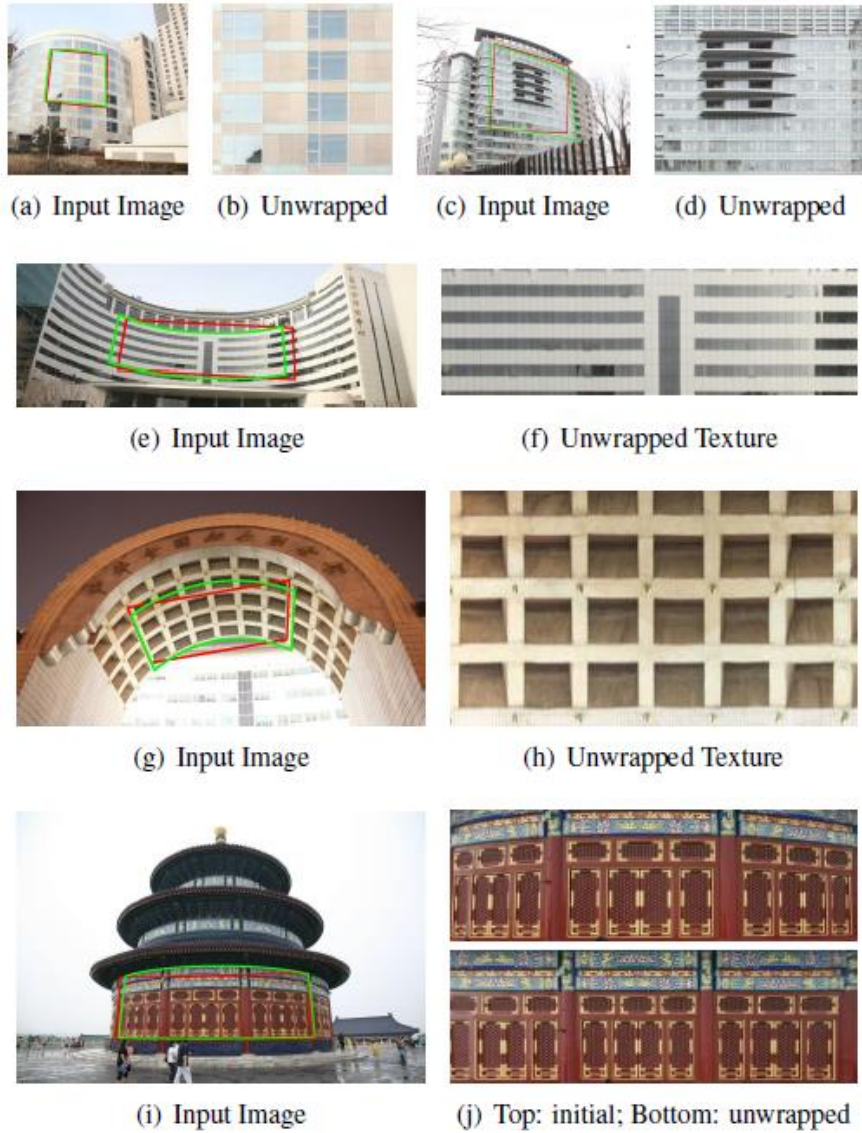 (a) Input Image
(b) Unwrapped
(c) Input Image
(d) Unwrapped
(e) Input Image
(f) Unwrapped Texture
(g) Input Image
(h) Unwrapped Texture
(i) Input Image
(j) Top: initial; Bottom: unwrapped